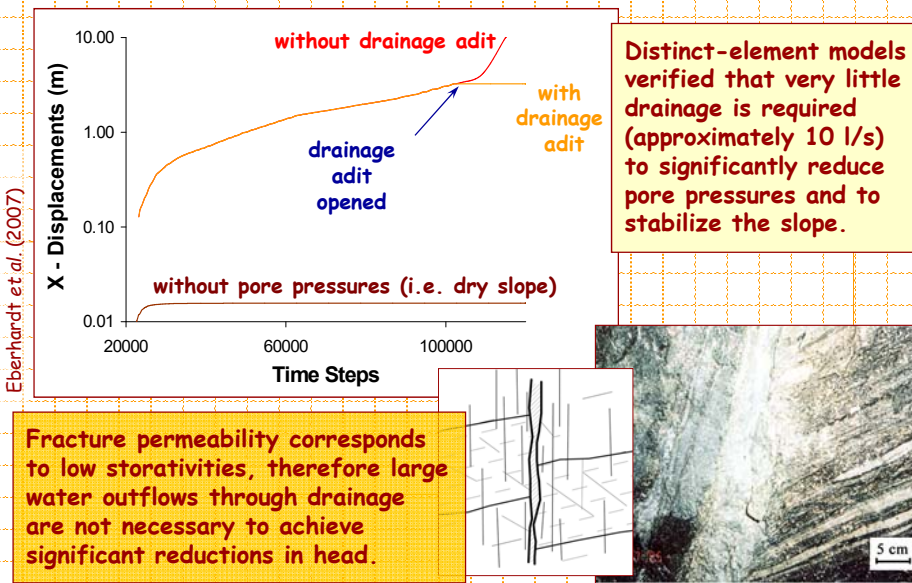 10.00
1.00
0.10
0.01
X - Displacements (m)
20000
60000
100000
Time Steps
without drainage adit
with
drainage
adit
drainage
adit
opened
without pore pressures (i.e. dry slope)
Eberhardt et al. (2007)
Distinct-element models
verified that very little
drainage is required
(approximately 10 l/s)
to significantly reduce
pore pressures and to
stabilize the slope.
Fracture permeability corresponds
to low storativities, therefore large
water outflows through drainage
are not necessary to achieve
significant reductions in head.
5 cm